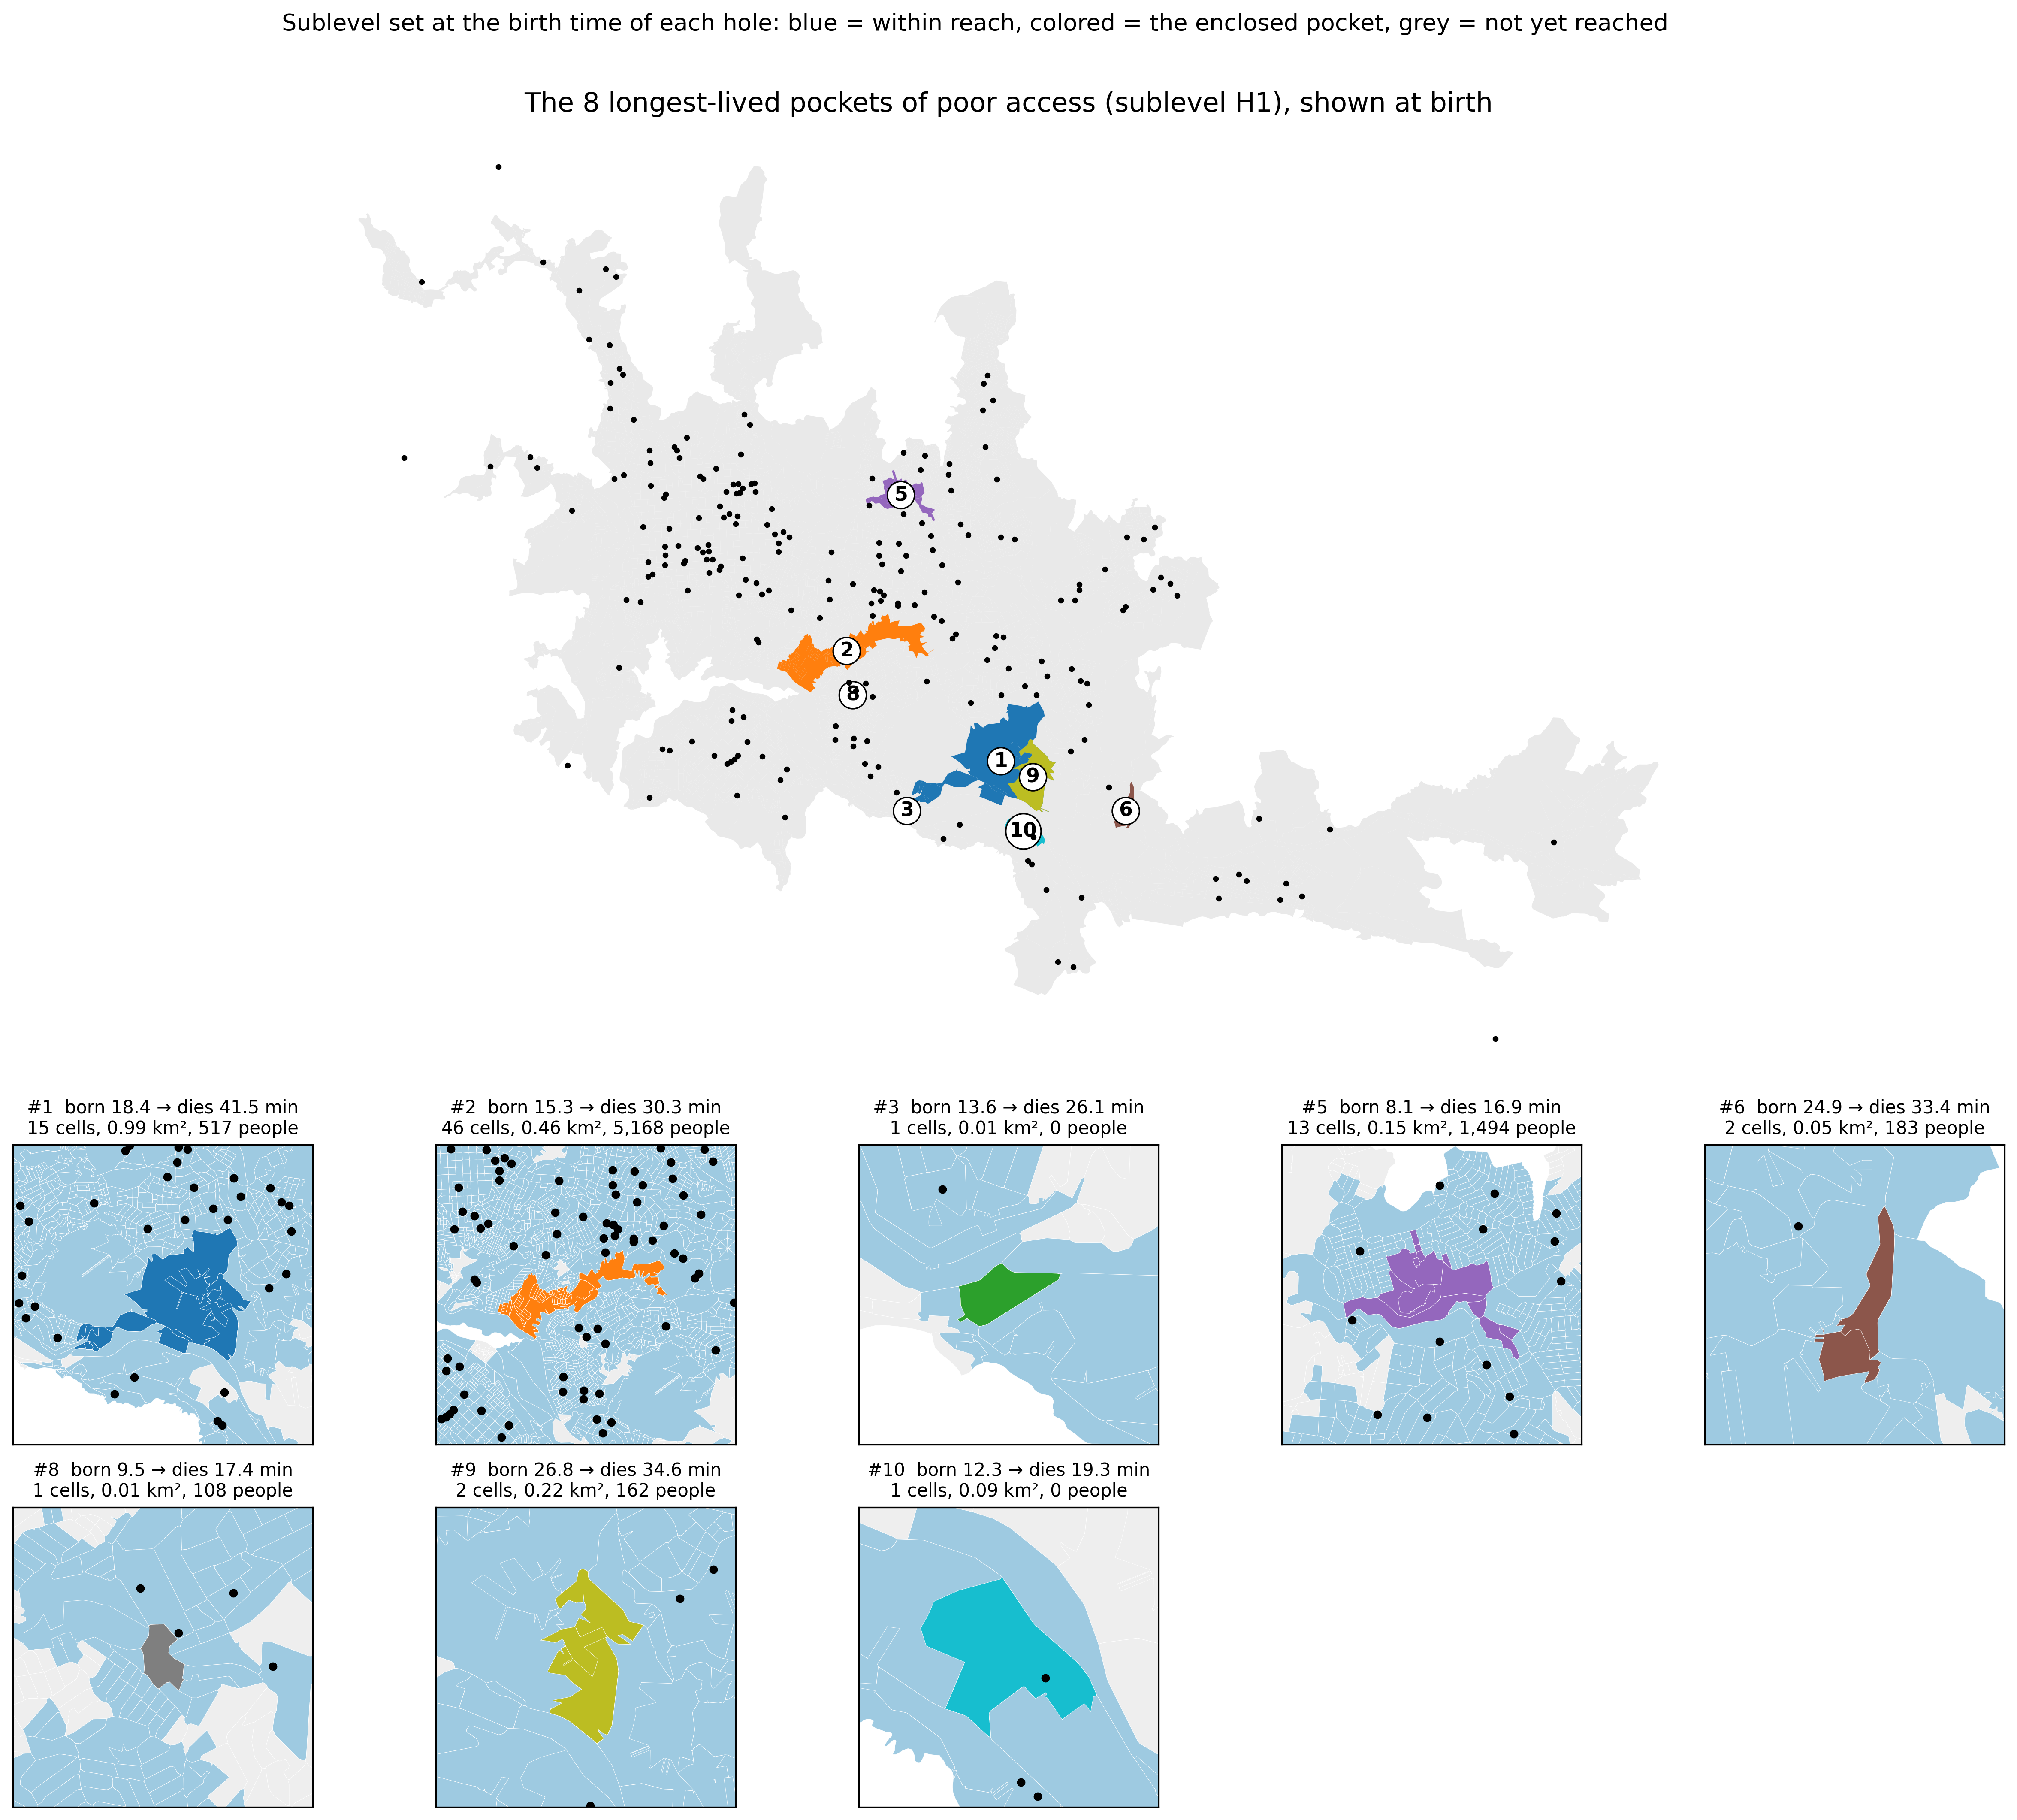 Sublevel set at the birth time of each hole: blue = within reach, colored = the enclosed pocket, grey = not yet reached
The 8 longest-lived pockets of poor access (sublevel H1), shown at birth
5
2
8
1
9
3
6
10
#1 born 18.4 → dies 41.5 min
15 cells, 0.99 km², 517 people
#2 born 15.3 → dies 30.3 min
46 cells, 0.46 km², 5,168 people
#3 born 13.6 → dies 26.1 min
1 cells, 0.01 km², 0 people
#5 born 8.1 → dies 16.9 min
13 cells, 0.15 km², 1,494 people
#6 born 24.9 → dies 33.4 min
2 cells, 0.05 km², 183 people
#8 born 9.5 → dies 17.4 min
1 cells, 0.01 km², 108 people
#9 born 26.8 → dies 34.6 min
2 cells, 0.22 km², 162 people
#10 born 12.3 → dies 19.3 min
1 cells, 0.09 km², 0 people